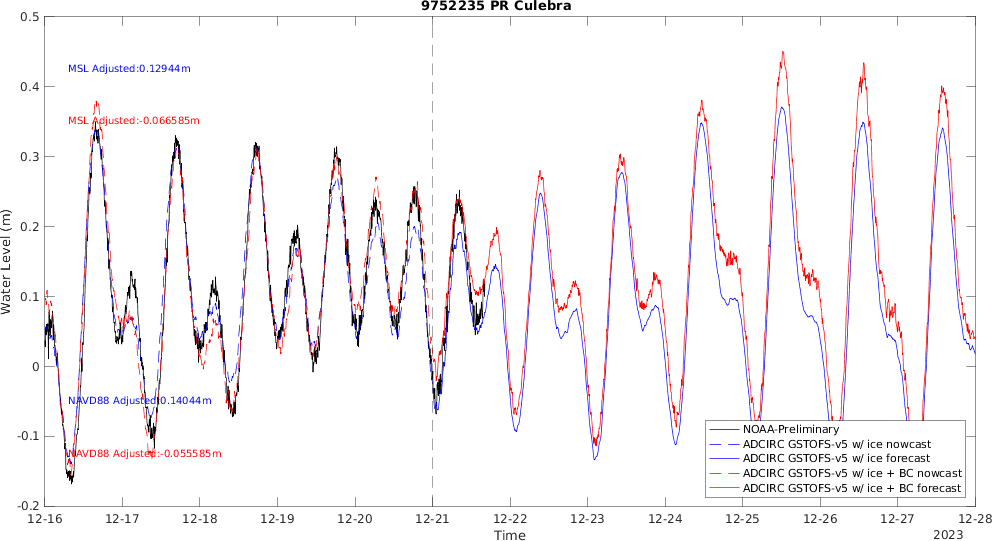 9752235 PR Culebra
0.5
0.4
0.3
0.2
0.1
0
-0.1
-0.2
Water Level (m)
MSL Adjusted:0.12944m
MSL Adjusted:-0.066585m
NAVD88 Adjusted:0.14044m
NAVD88 Adjusted:-0.055585m
NOAA-Preliminary
ADCIRC GSTOFS-v5 w/ ice nowcast
ADCIRC GSTOFS-v5 w/ ice forecast
ADCIRC GSTOFS-v5 w/ ice + BC nowcast
ADCIRC GSTOFS-v5 w/ ice + BC forecast
12-16 12-17 12-18 12-19 12-20 12-21 12-22 12-23 12-24 12-25 12-26 12-27 12-28
Time
2023